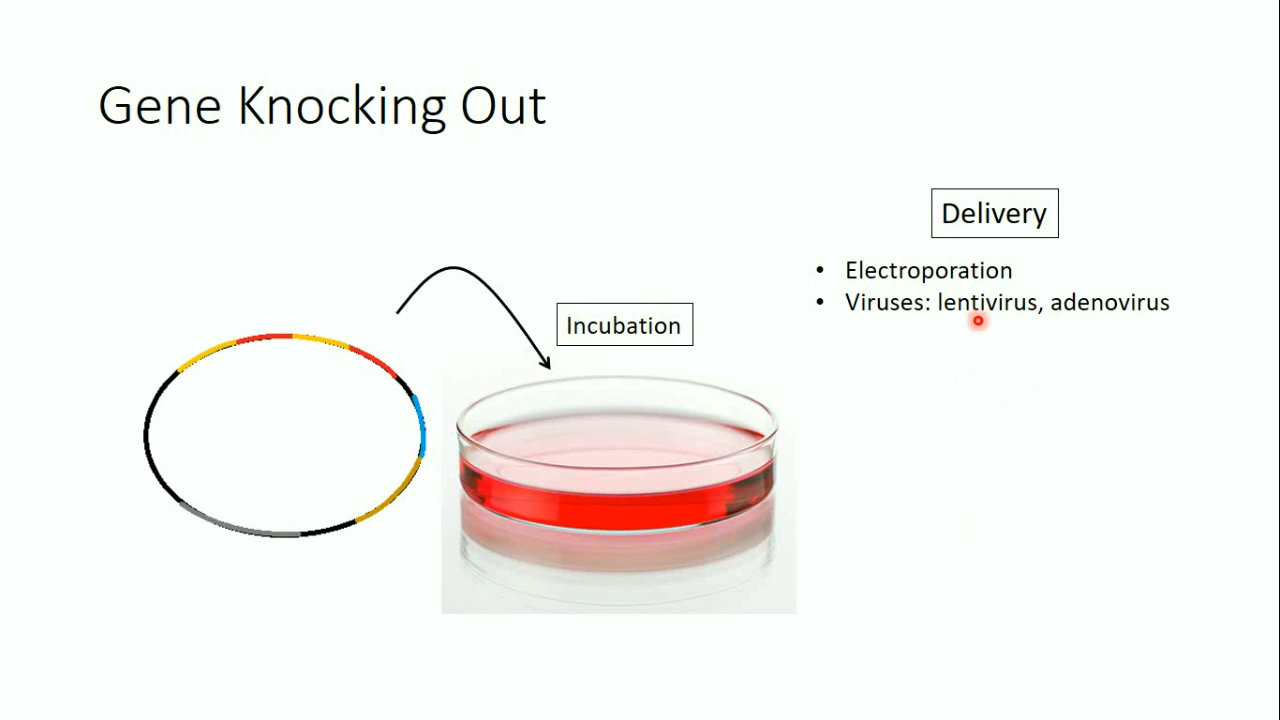 Gene Knocking Out
Delivery
• Electroporation
• Viruses: lentivirus, adenovirus
Incubation